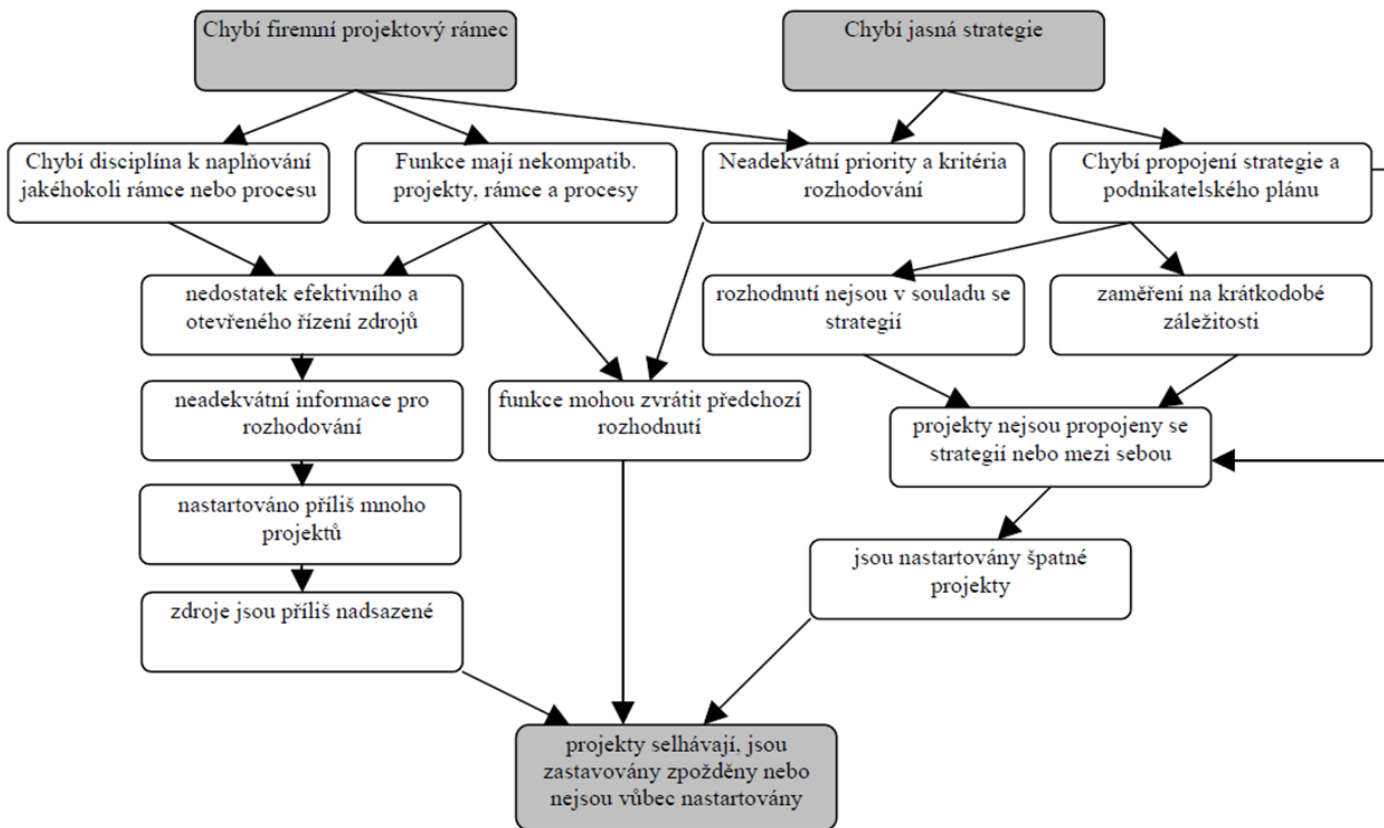 Chybí firemní projektový rámec
Chybí jasná strategie
Chybí disciplína k naplňování
jakéhokoli rámce nebo procesu
Funkce mají nekompatib.
projekty, rámce a procesy
Neadekvátní priority a kritéria
rozhodování
Chybí propojení strategie a
podnikatelského plánu
nedostatek efektivního a
otevřeného řízení zdrojů
rozhodnutí nejsou v souladu se
strategií
zaměření na krátkodobé
záležitosti
neadekvátní informace pro
rozhodování
funkce mohou zvrátit předchozí
rozhodnutí
projekty nejsou propojeny se
strategií nebo mezi sebou
nastartováno příliš mnoho
projektů
jsou nastartovány špatné
projekty
zdroje jsou příliš nadsazené
projekty selhávají, jsou
zastavovány zpožděny nebo
nejsou vůbec nastartovány